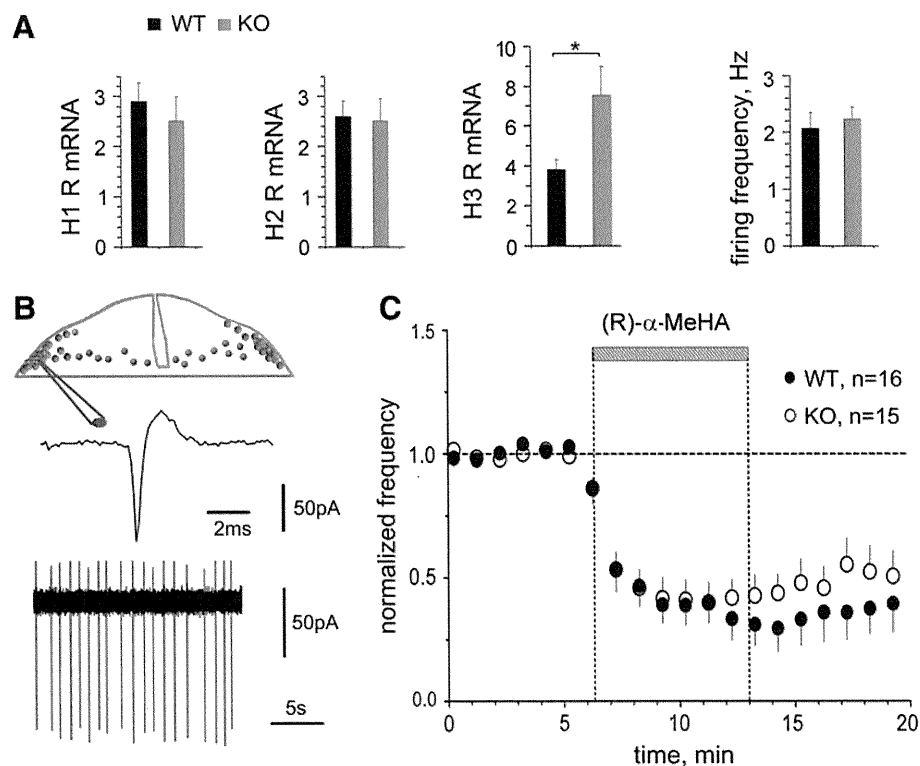 A
WT KO
H1 R mRNA
3
2
1
0
H2 R mRNA
3
2
1
0
H3 R mRNA
10
8
6
4
2
0
*
firing frequency, Hz
3
2
1
0
B
2ms
50pA
50pA
5s
C
(R)-α-MeHA
WT, n=16
KO, n=15
normalized frequency
1.5
1.0
0.5
0.0
0 5 10 15 20
time, min